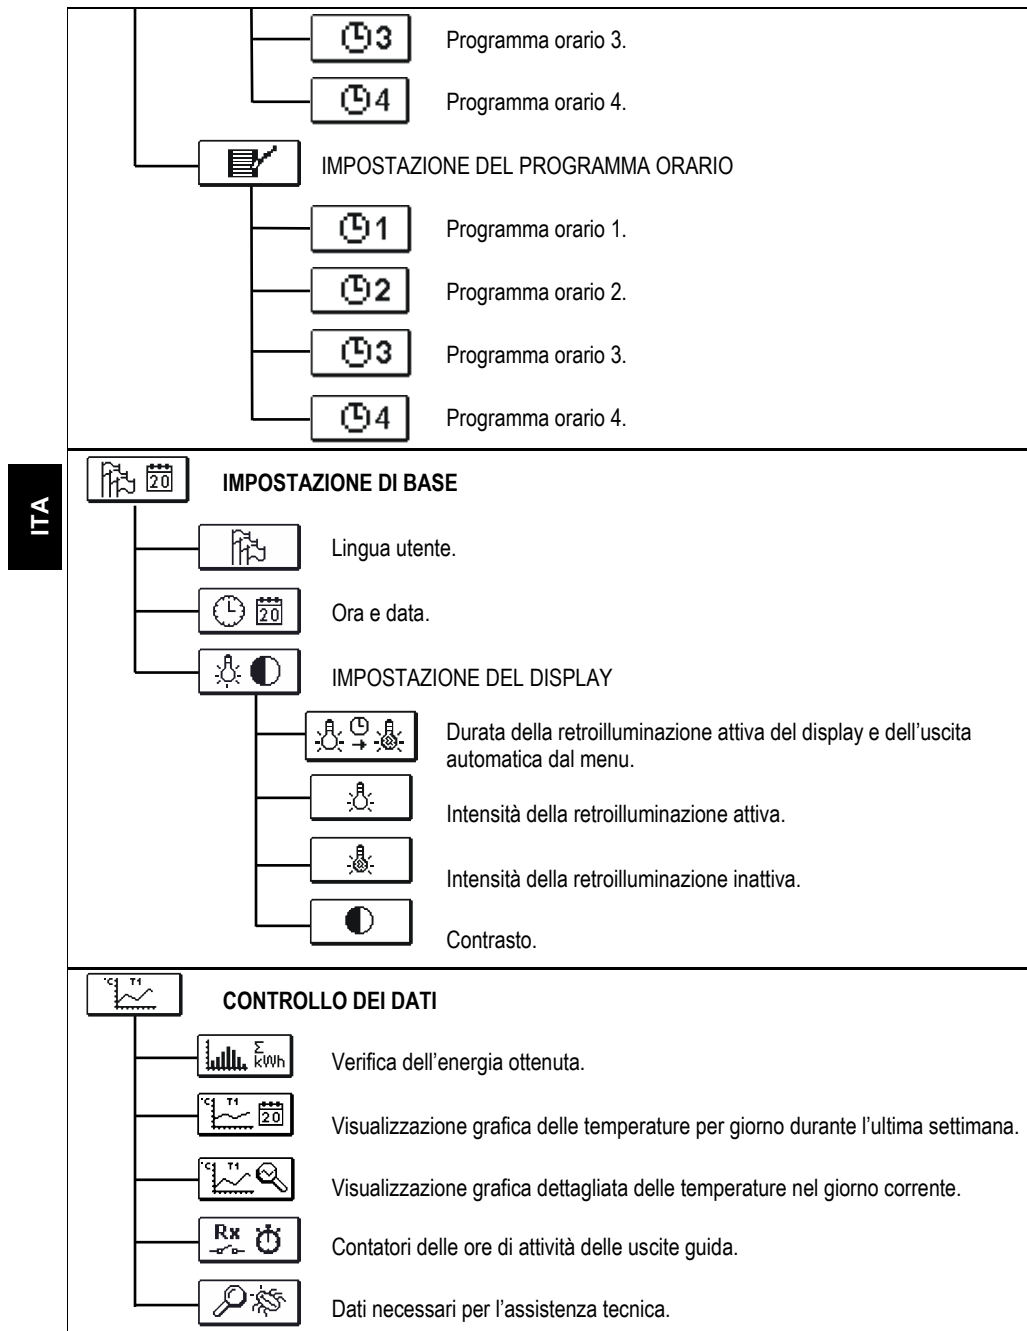 3 Programma orario 3.
4 Programma orario 4.
IMPOSTAZIONE DEL PROGRAMMA ORARIO
1 Programma orario 1.
2 Programma orario 2.
3 Programma orario 3.
4 Programma orario 4.
ITA
20 IMPOSTAZIONE DI BASE
Lingua utente.
20 Ora e data.
IMPOSTAZIONE DEL DISPLAY
Durata della retroilluminazione attiva del display e dell’uscita
automatica dal menu.
Intensità della retroilluminazione attiva.
Intensità della retroilluminazione inattiva.
Contrasto.
°C T1 CONTROLLO DEI DATI
Σ kWh Verifica dell’energia ottenuta.
°C T1 20 Visualizzazione grafica delle temperature per giorno durante l’ultima settimana.
°C T1 Visualizzazione grafica dettagliata delle temperature nel giorno corrente.
Rx Contatori delle ore di attività delle uscite guida.
Dati necessari per l’assistenza tecnica.